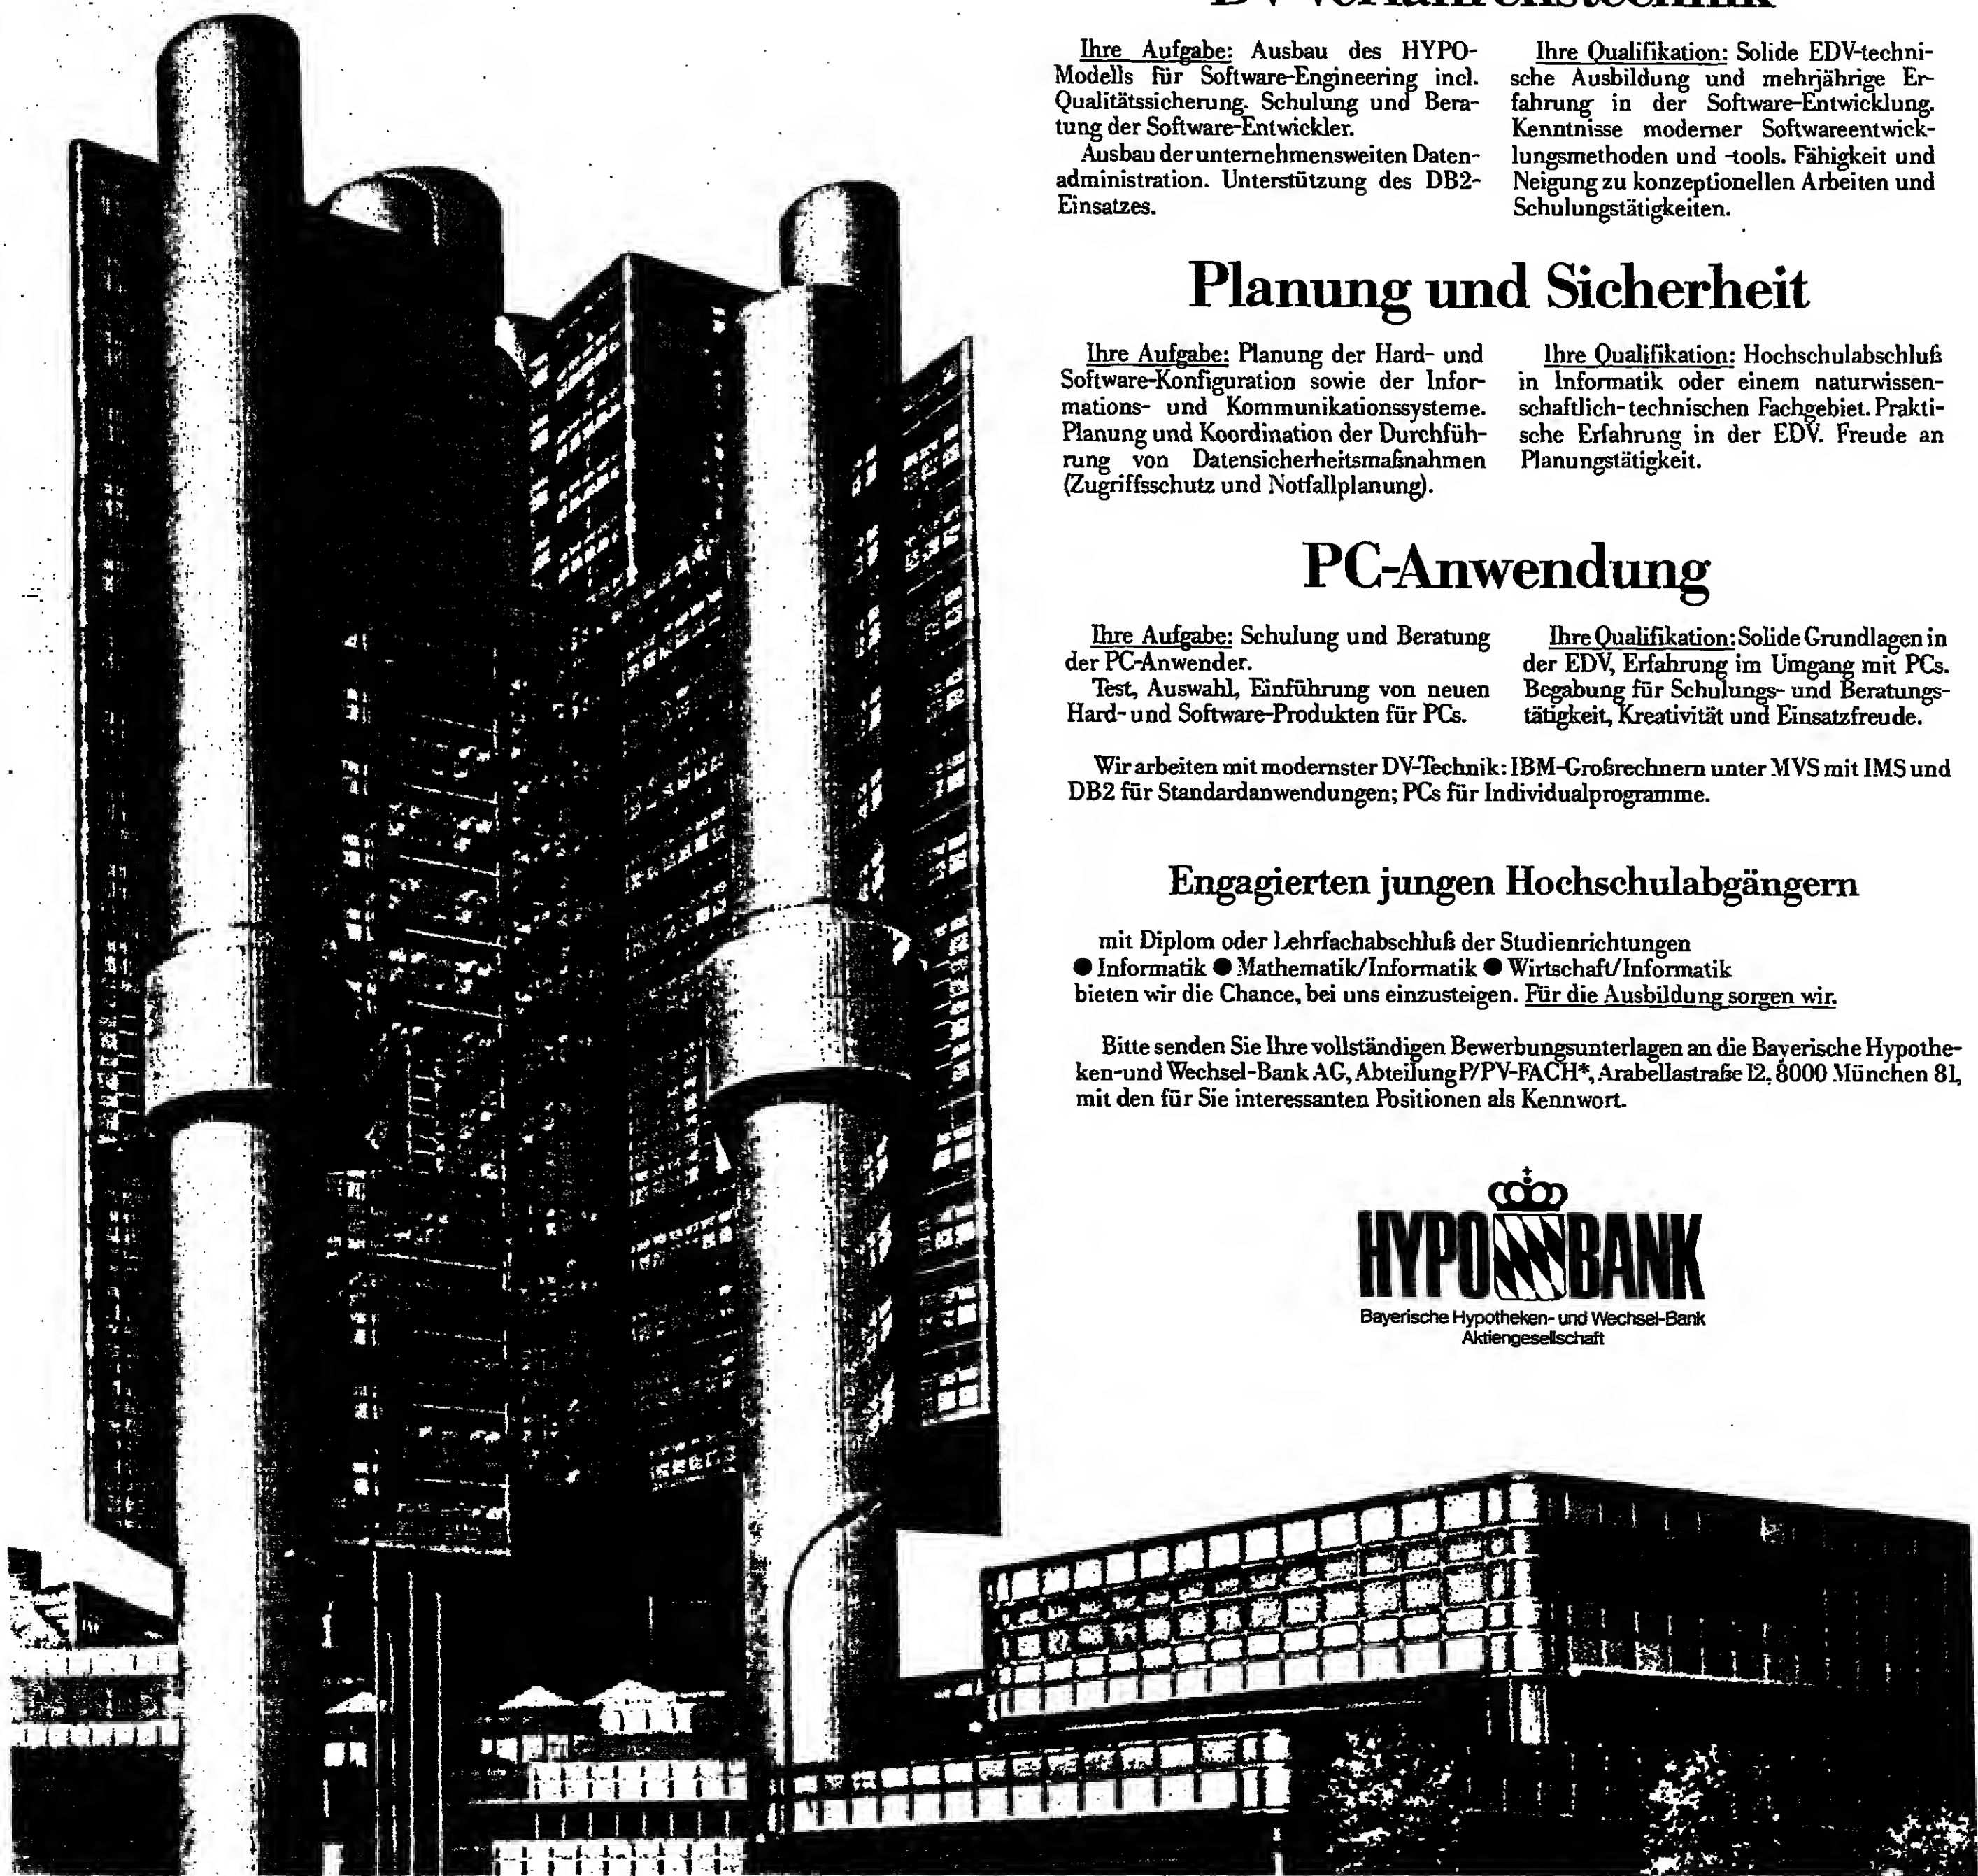 DV-Verfahrenstechnik
Ihre Aufgabe: Ausbau des HYPO-
Modells für Software-Engineering incl.
Qualitätssicherung. Schulung und Bera-
tung der Software-Entwickler.
Ausbau der unternehmensweiten Daten-
administration. Unterstützung des DB2-
Einsatzes.
Ihre Qualifikation: Solide EDV-techni-
sche Ausbildung und mehrjährige Er-
fahrung in der Software-Entwicklung.
Kenntnisse moderner Softwareentwick-
lungsmethoden und -tools. Fähigkeit und
Neigung zu konzeptionellen Arbeiten und
Schulungstätigkeiten.
Planung und Sicherheit
Ihre Aufgabe: Planung der Hard- und
Software-Konfiguration sowie der Infor-
mations- und Kommunikationssysteme.
Planung und Koordination der Durchfüh-
rung von Datensicherheitsmaßnahmen
(Zugriffsschutz und Notfallplanung).
Ihre Qualifikation: Hochschulabschluß
in Informatik oder einem naturwissen-
schaftlich-technischen Fachgebiet. Prakti-
sche Erfahrung in der EDV. Freude an
Planungstätigkeit.
PC-Anwendung
Ihre Aufgabe: Schulung und Beratung
der PC-Anwender.
Test, Auswahl, Einführung von neuen
Hard- und Software-Produkten für PCs.
Ihre Qualifikation: Solide Grundlagen in
der EDV, Erfahrung im Umgang mit PCs.
Begabung für Schulungs- und Beratungs-
tätigkeit, Kreativität und Einsatzfreude.
Wir arbeiten mit modernster DV-Technik: IBM-Großrechnern unter MVS mit IMS und
DB2 für Standardanwendungen; PCs für Individualprogramme.
Engagierten jungen Hochschulabgängern
mit Diplom oder Lehrfachabschluß der Studienrichtungen
● Informatik ● Mathematik/Informatik ● Wirtschaft/Informatik
bieten wir die Chance, bei uns einzusteigen. Für die Ausbildung sorgen wir.
Bitte senden Sie Ihre vollständigen Bewerbungsunterlagen an die Bayerische Hypothe-
ken-und Wechsel-Bank AG, Abteilung P/PV-FACH*, Arabellastraße 12, 8000 München 81,
mit den für Sie interessanten Positionen als Kennwort.
HYPO BANK
Bayerische Hypotheken- und Wechsel-Bank
Aktiengesellschaft